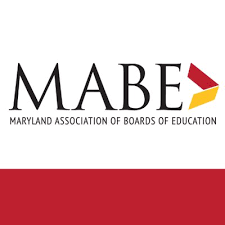 MABE
MARYLAND ASSOCIATION OF BOARDS OF EDUCATION